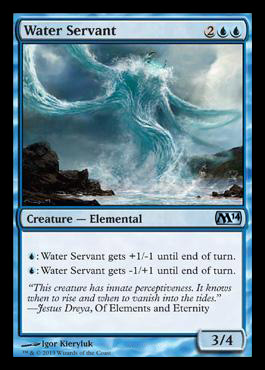 Water Servant 2
Creature — Elemental M14
: Water Servant gets +1/-1 until end of turn.
: Water Servant gets -1/+1 until end of turn.
"This creature has innate perceptiveness. It knows
when to rise and when to vanish into the tides."
—Jestus Dreya, Of Elements and Eternity
Igor Kieryluk
™ & © 2013 Wizards of the Coast
3/4